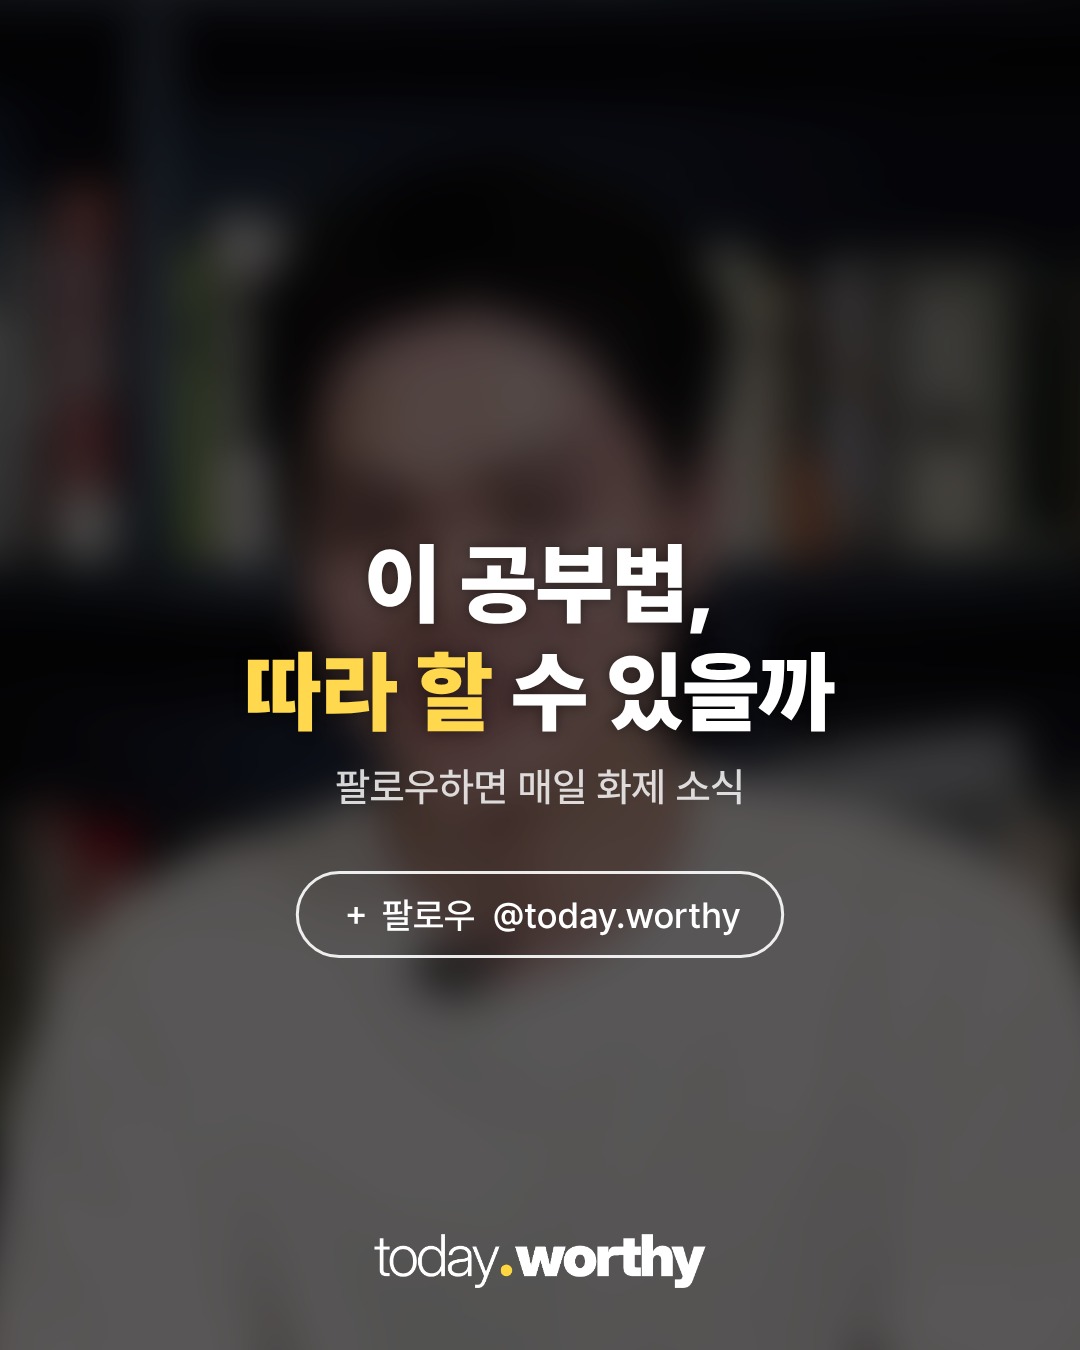 이 공부법,
따라 할 수 있을까
팔로우하면 매일 화제 소식
+ 팔로우 @today.worthy
today.worthy